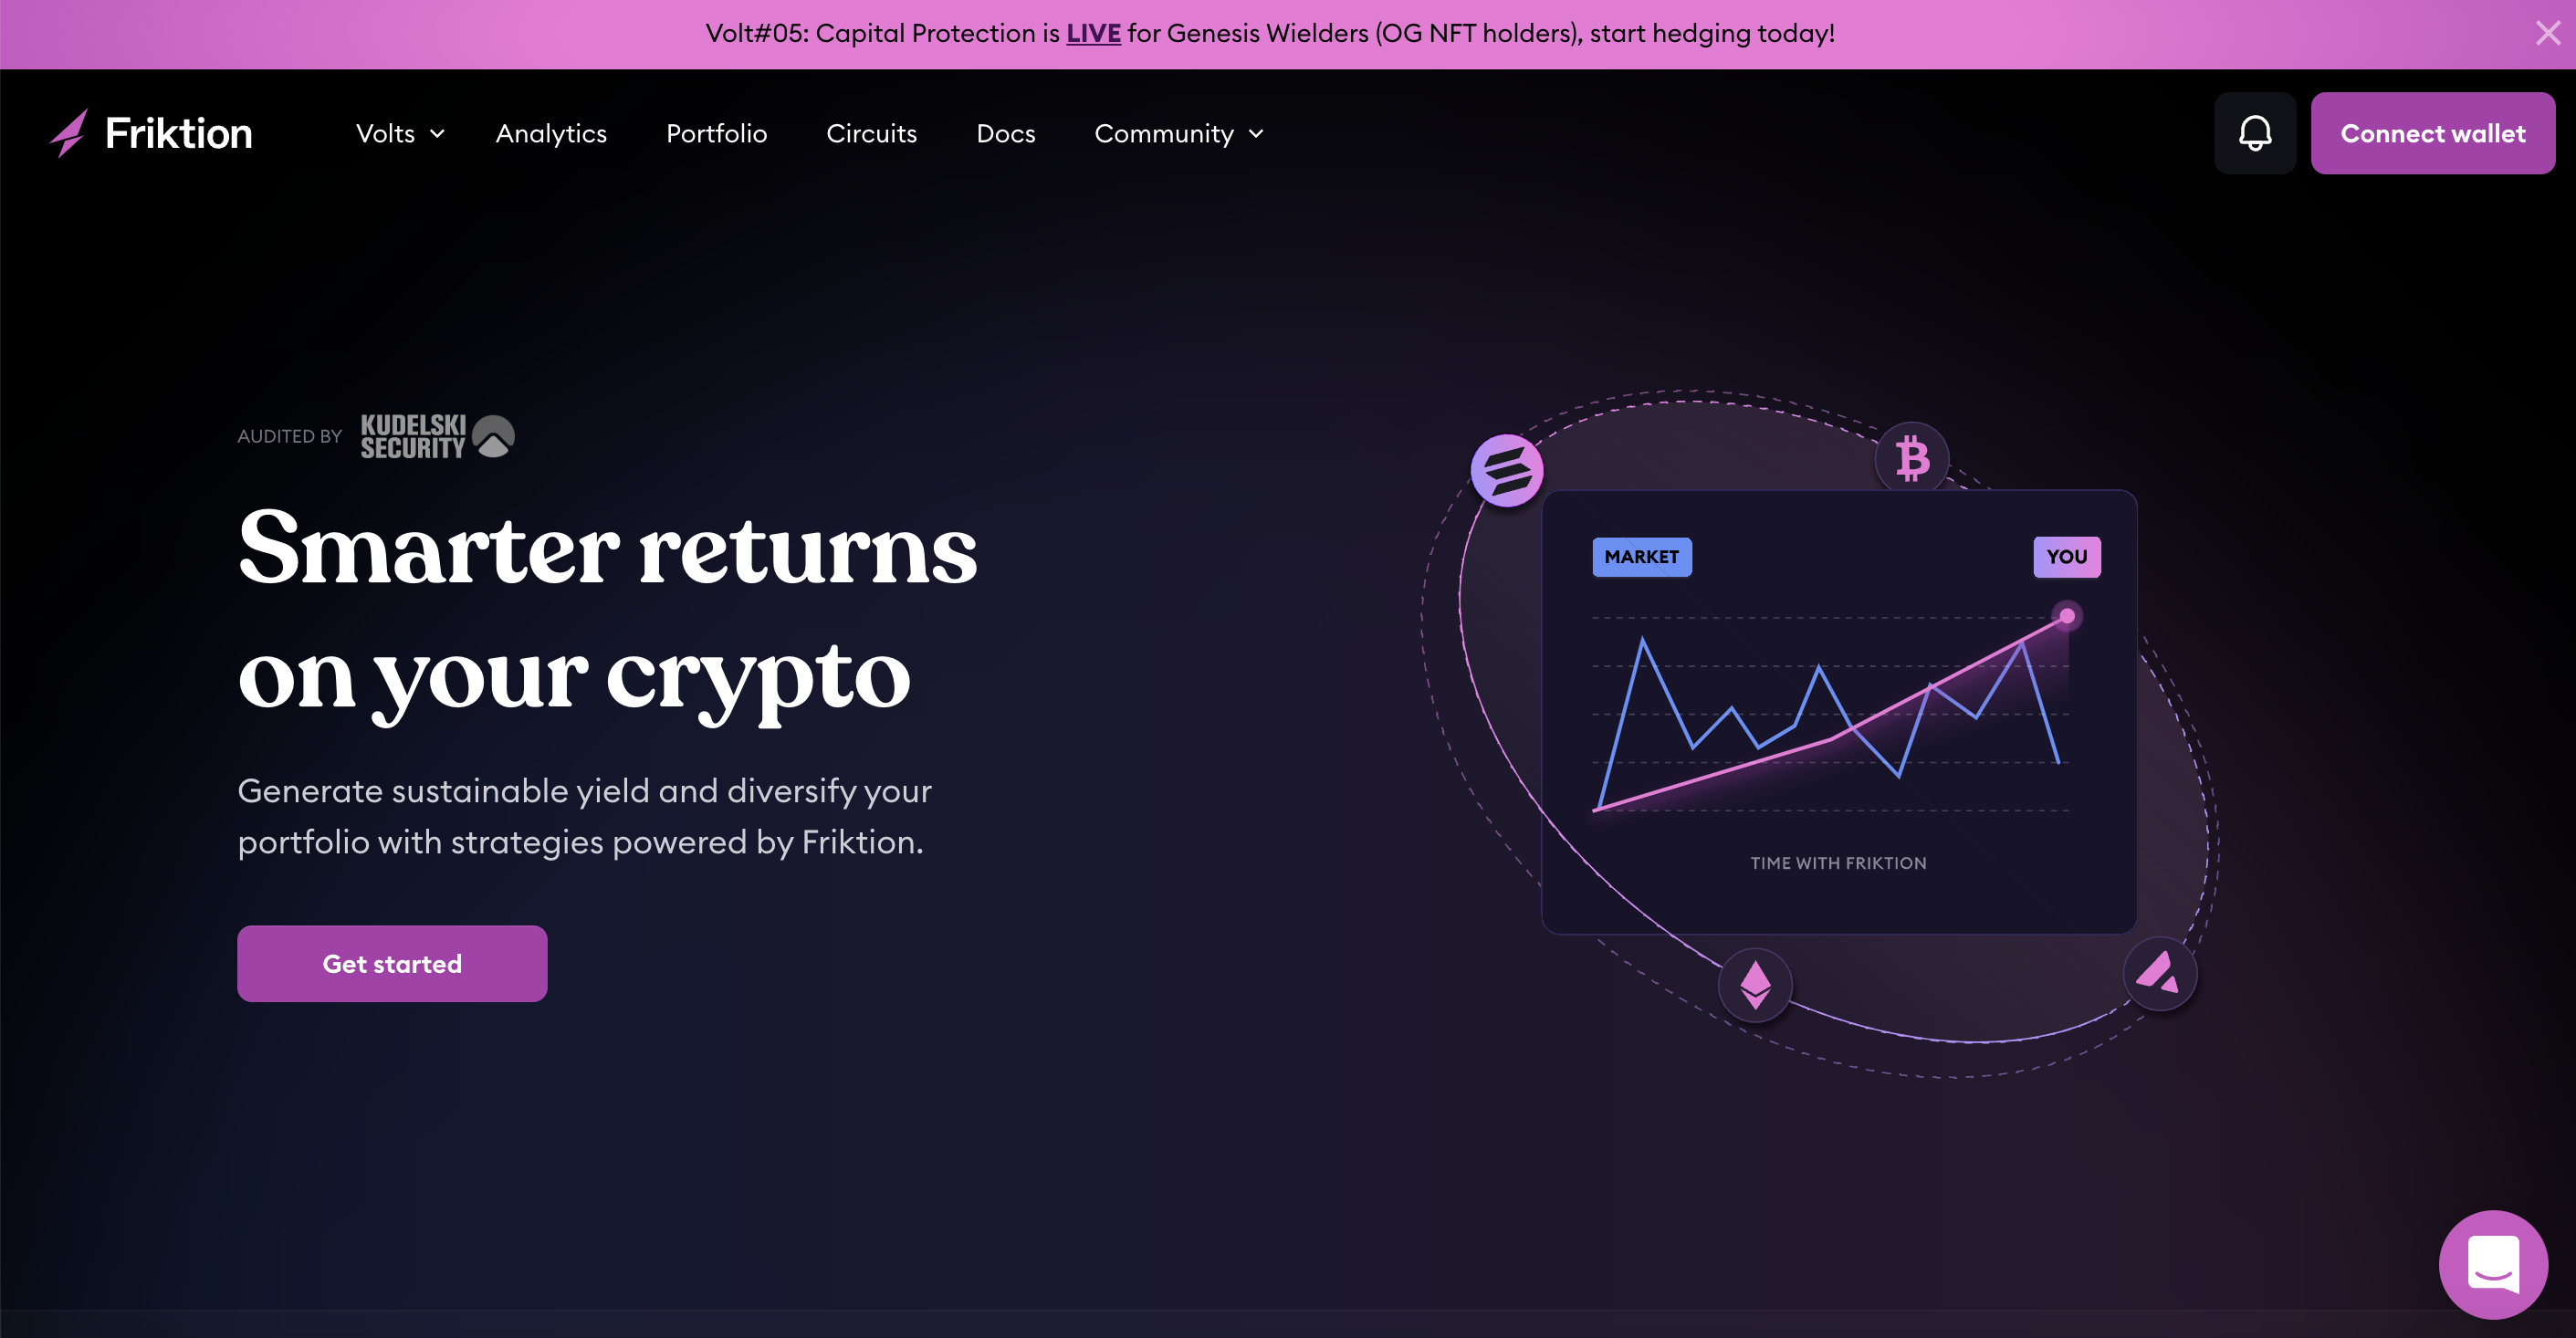 Volt#05: Capital Protection is LIVE for Genesis Wielders (OG NFT holders), start hedging today!
Friktion
Volts
Analytics
Portfolio
Circuits
Docs
Community
Connect wallet
AUDITED BY
KUDELSKI
SECURITY
Smarter returns
on your crypto
Generate sustainable yield and diversify your
portfolio with strategies powered by Friktion.
Get started
MARKET
YOU
TIME WITH FRIKTION